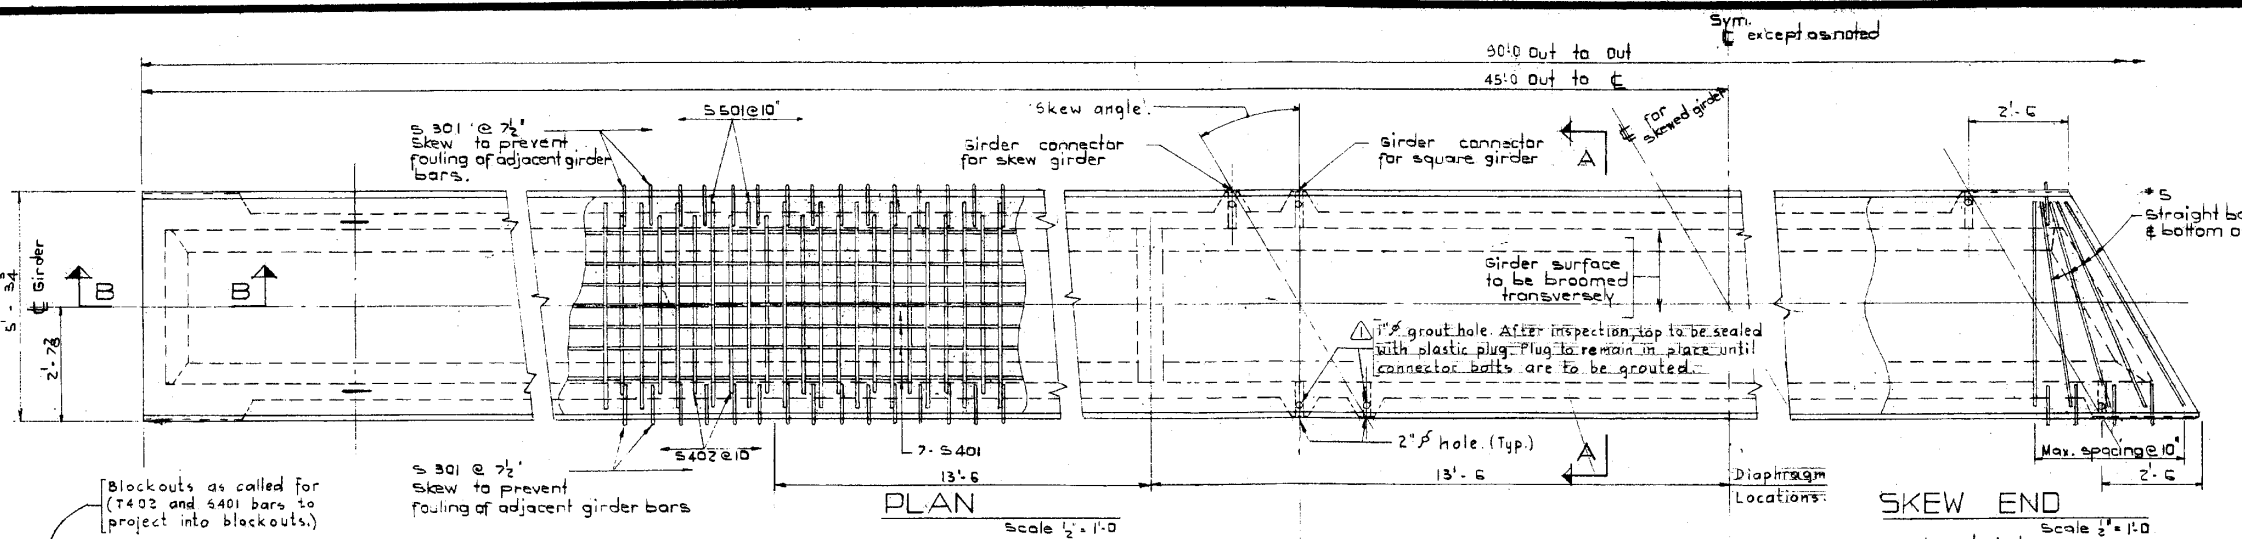 Sym.
℄ except as noted
90'-0 Out to Out
45'-0 Out to ℄
S 301 @ 7½"
Skew to prevent
fouling of adjacent girder
bars.
S501@10"
Skew angle.
Girder connector
for skew girder
Girder connector
for square girder
A
℄ for
skewed girder
2'-6
#5
Straight
& bottom
5'-3¾
℄ Girder
2'-7⅞
B
B
Girder surface
to be broomed
transversely
1 1"⌀ grout hole. After inspection, top to be sealed
with plastic plug. Plug to remain in place until
connector bolts are to be grouted.
2"⌀ hole. (Typ.)
S402@10"
7-S401
S 301 @ 7½"
Skew to prevent
fouling of adjacent girder bars
13'-6
13'-6
A
Diaphragm
Locations.
Max. spacing @ 10"
2'-6
Blockouts as called for
(T402 and S401 bars to
project into blockouts.)
PLAN
Scale ½" = 1'-0
SKEW END
Scale ½" = 1'-0